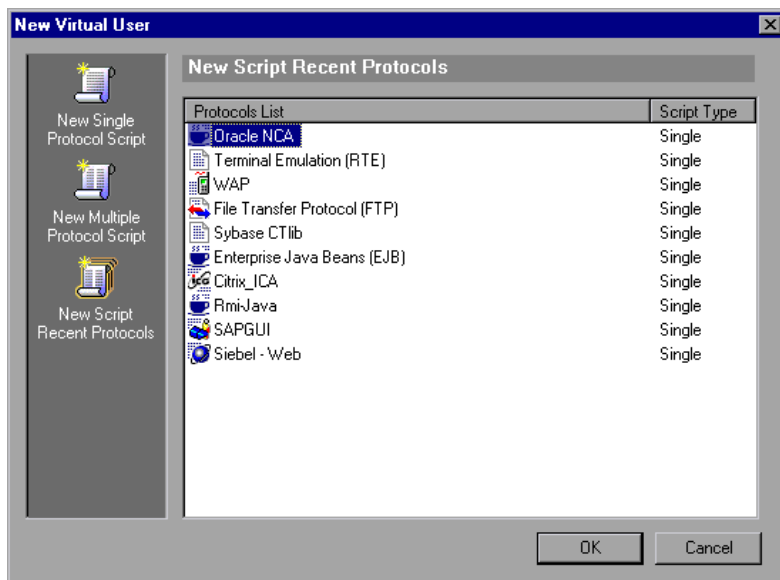 New Virtual User
New Single
Protocol Script
New Multiple
Protocol Script
New Script
Recent Protocols
New Script Recent Protocols
Protocols List Script Type
Oracle NCA Single
Terminal Emulation (RTE) Single
WAP Single
File Transfer Protocol (FTP) Single
Sybase CTlib Single
Enterprise Java Beans (EJB) Single
Citrix_ICA Single
Rmi-Java Single
SAPGUI Single
Siebel - Web Single
OK Cancel